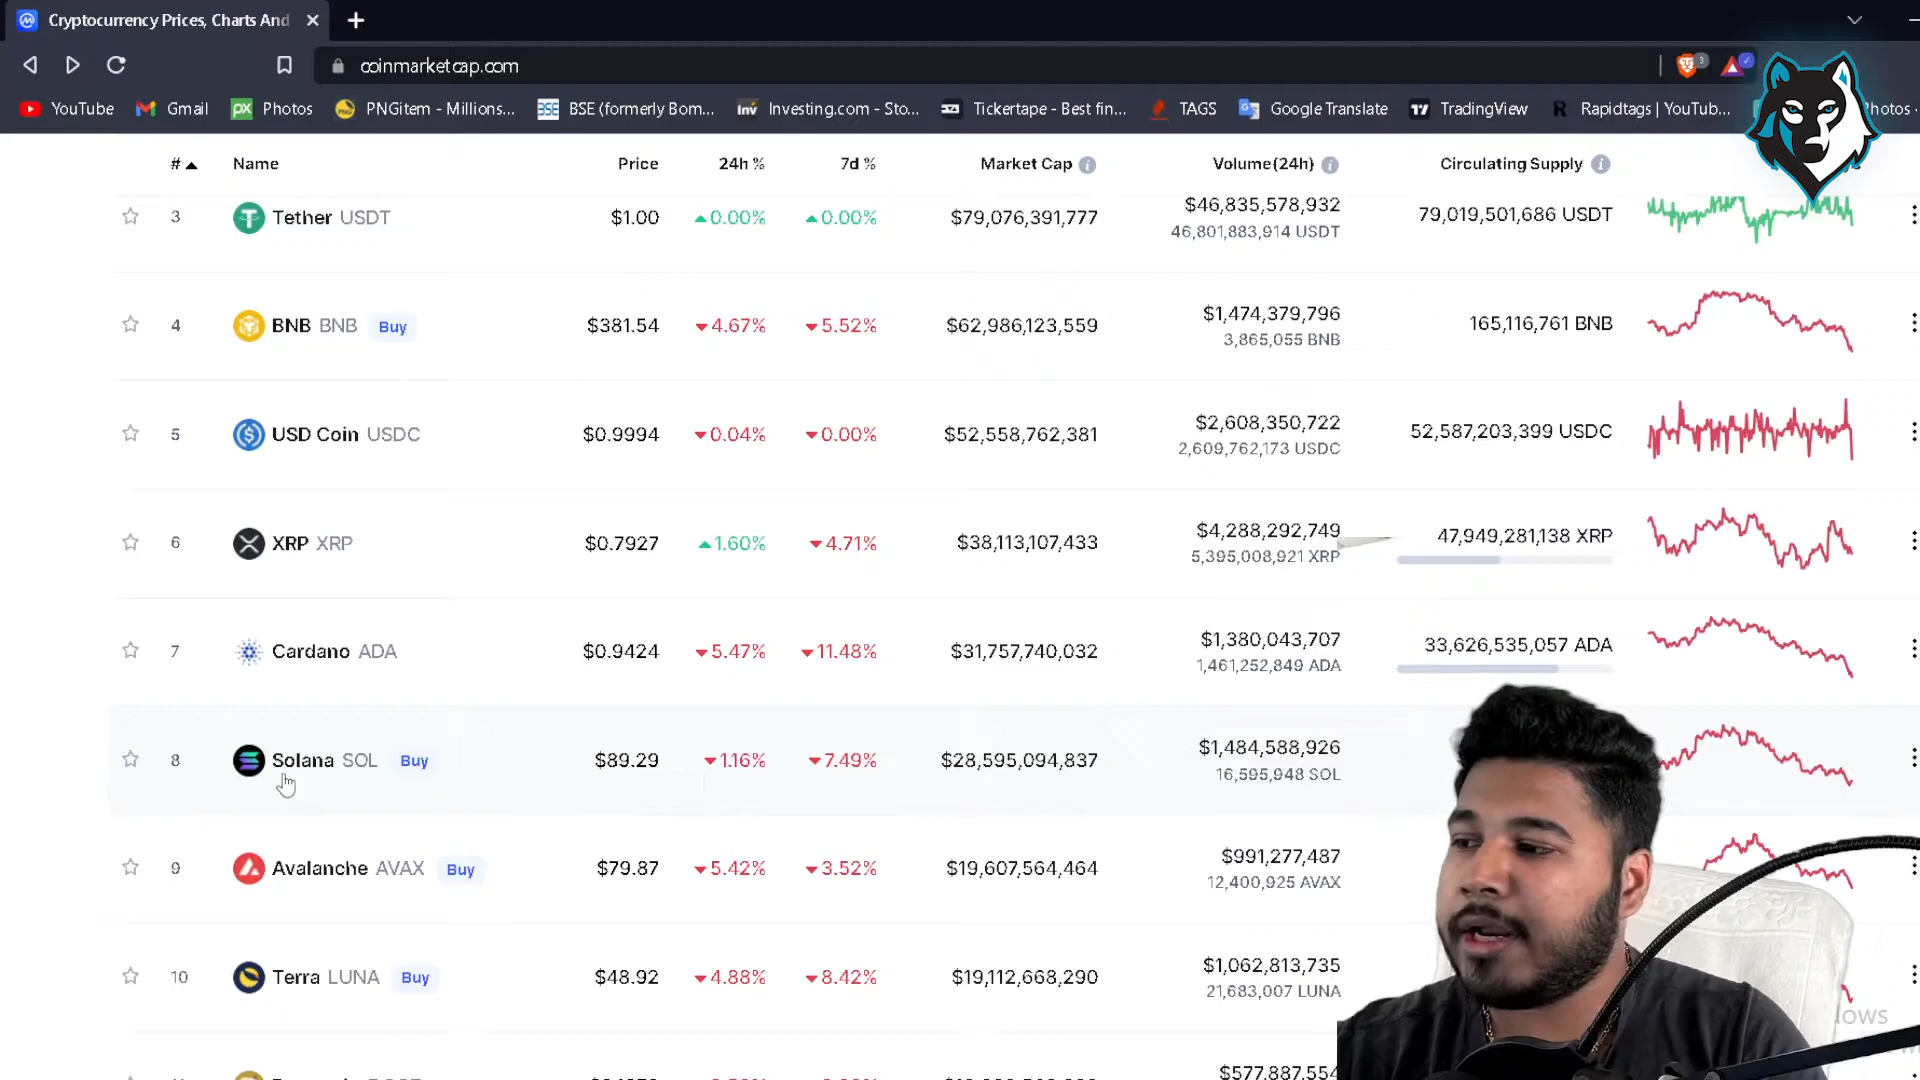 Cryptocurrency Prices, Charts And
coinmarketcap.com
3
YouTube Gmail Photos PNGitem - Millions... BSE (formerly Bom... Investing.com - Sto... Tickertape - Best fin... TAGS Google Translate TradingView Rapidtags | YouTub... Photos
# Name Price 24h % 7d % Market Cap Volume(24h) Circulating Supply
3 Tether USDT $1.00 0.00% 0.00% $79,076,391,777 $46,835,578,932 79,019,501,686 USDT
46,801,883,914 USDT
4 BNB BNB Buy $381.54 4.67% 5.52% $62,986,123,559 $1,474,379,796 165,116,761 BNB
3,865,055 BNB
5 USD Coin USDC $0.9994 0.04% 0.00% $52,558,762,381 $2,608,350,722 52,587,203,399 USDC
2,609,762,173 USDC
6 XRP XRP $0.7927 1.60% 4.71% $38,113,107,433 $4,288,292,749 47,949,281,138 XRP
5,395,008,921 XRP
7 Cardano ADA $0.9424 5.47% 11.48% $31,757,740,032 $1,380,043,707 33,626,535,057 ADA
1,461,252,849 ADA
8 Solana SOL Buy $89.29 1.16% 7.49% $28,595,094,837 $1,484,588,926
16,595,948 SOL
9 Avalanche AVAX Buy $79.87 5.42% 3.52% $19,607,564,464 $991,277,487
12,400,925 AVAX
10 Terra LUNA Buy $48.92 4.88% 8.42% $19,112,668,290 $1,062,813,735
21,683,007 LUNA
$577,887,554